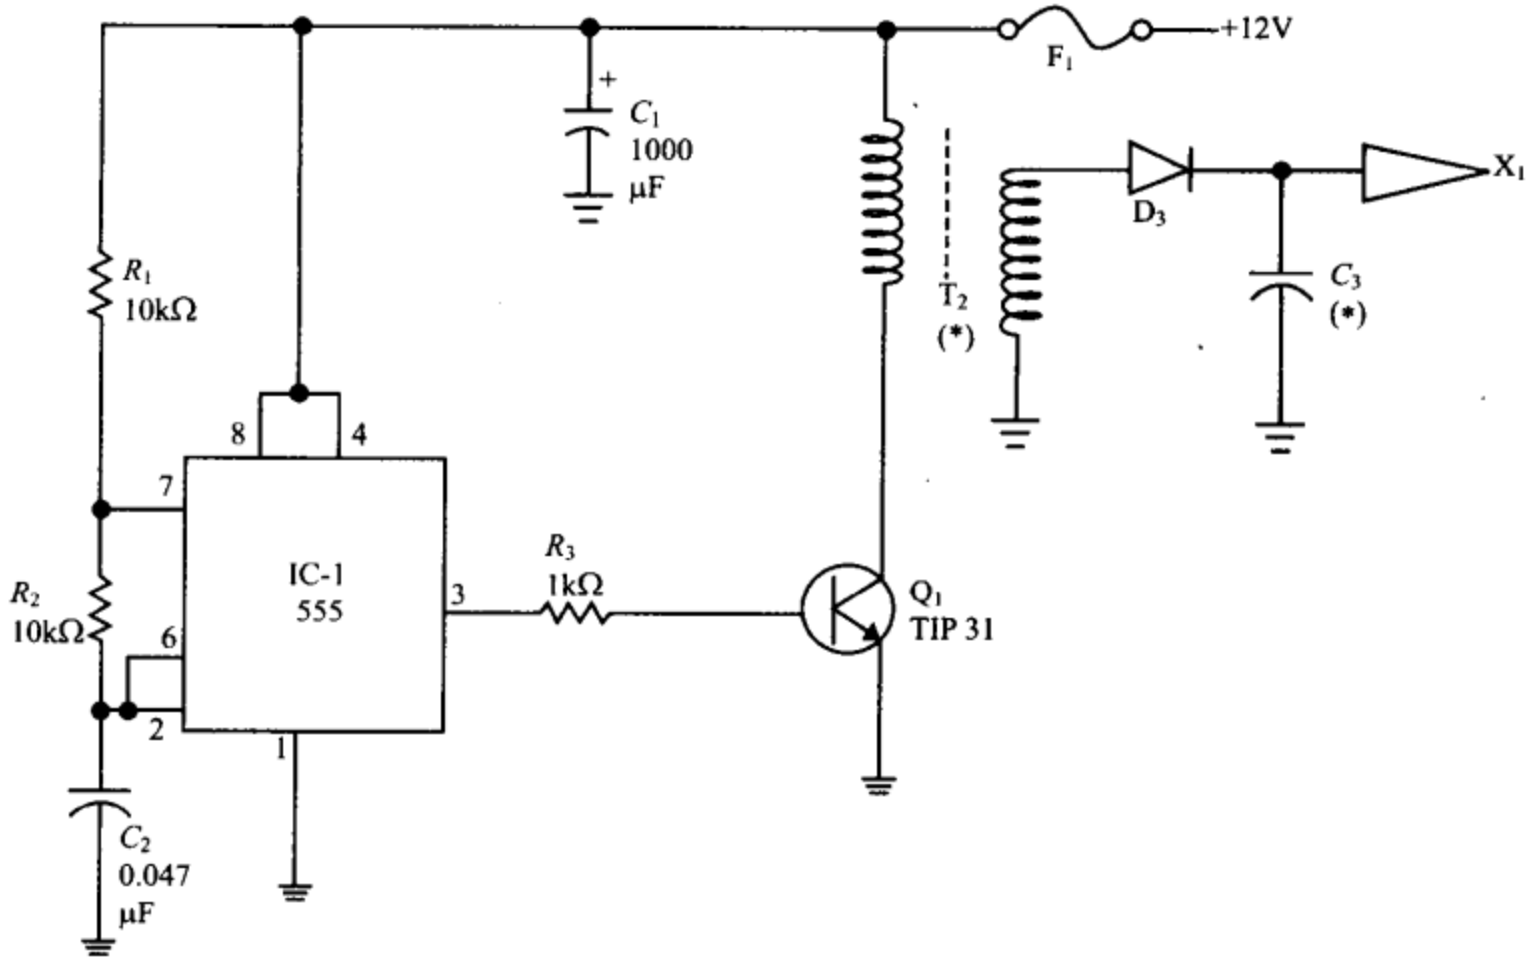 +12V
F₁
+
C₁
1000
µF
X₁
D₃
R₁
10kΩ
T₂
(*)
C₃
(*)
8
4
7
R₃
1kΩ
IC-1
555
3
R₂
10kΩ
6
Q₁
TIP 31
2
1
C₂
0.047
µF